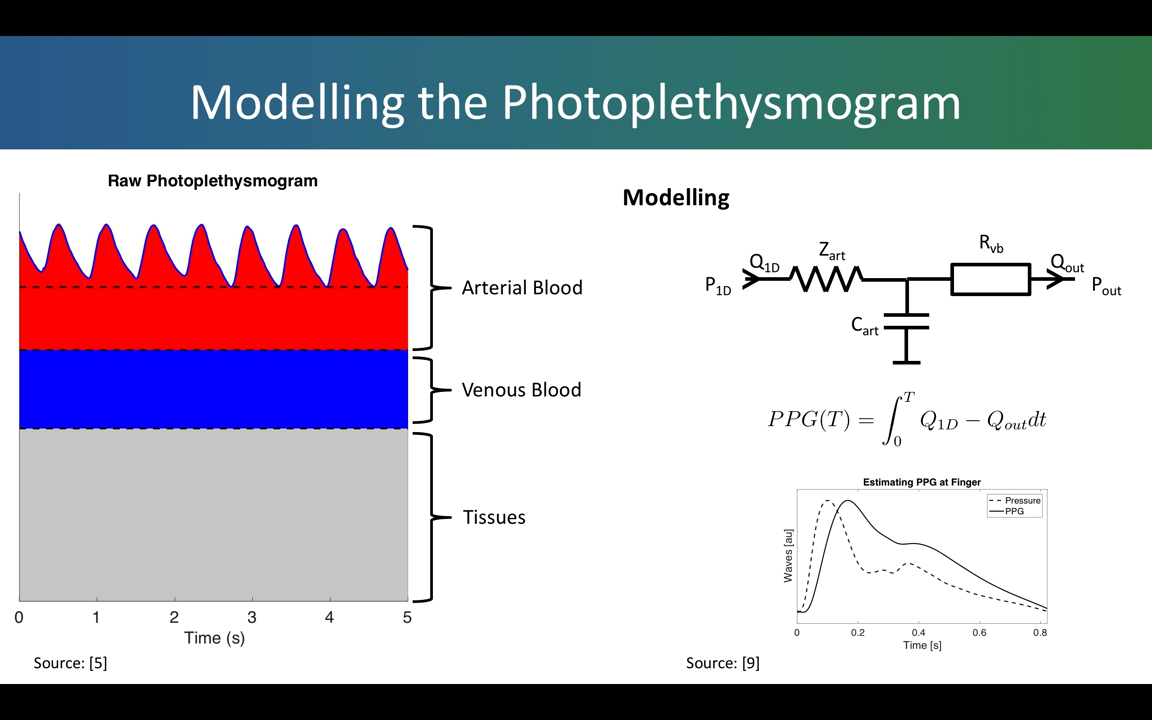 Modelling the Photoplethysmogram
Raw Photoplethysmogram
Arterial Blood
Venous Blood
Tissues
0 1 2 3 4 5
Time (s)
Source: [5]
Modelling
P1D
Q1D
Zart
Cart
Rvb
Qout
Pout
PPG(T) = ∫₀ᵀ Q1D − Qout dt
Estimating PPG at Finger
Pressure
PPG
Waves [au]
0 0.2 0.4 0.6 0.8
Time [s]
Source: [9]